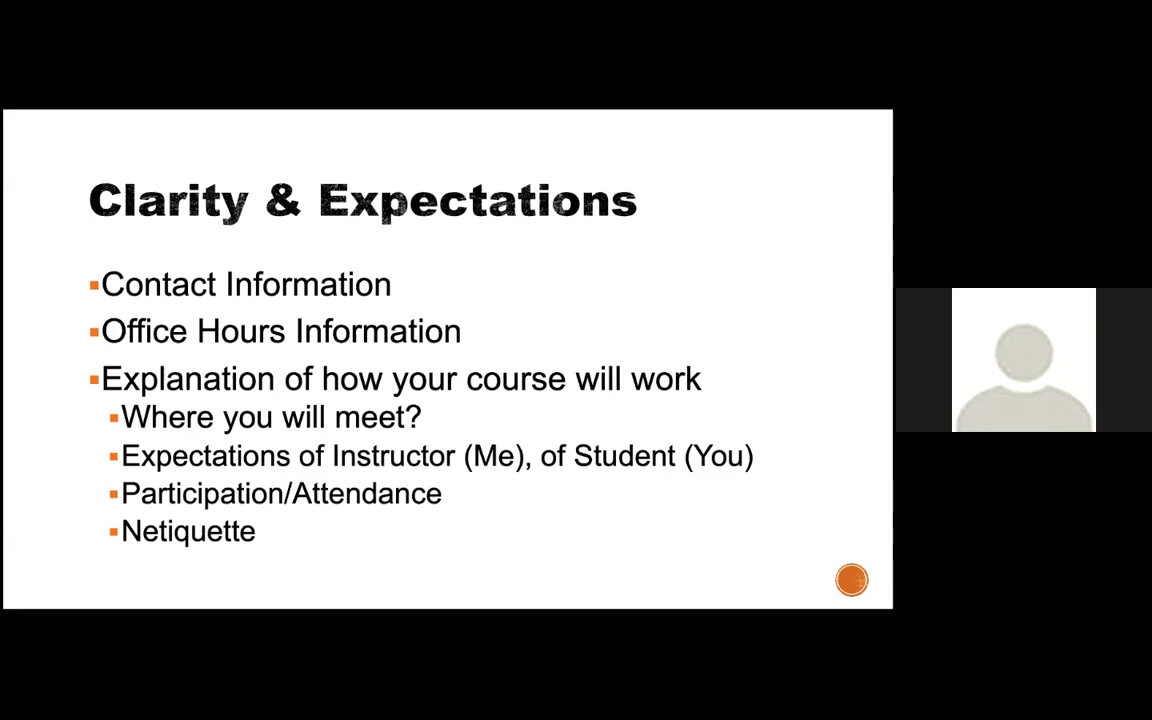 Clarity & Expectations
▪Contact Information
▪Office Hours Information
▪Explanation of how your course will work
▪Where you will meet?
▪Expectations of Instructor (Me), of Student (You)
▪Participation/Attendance
▪Netiquette